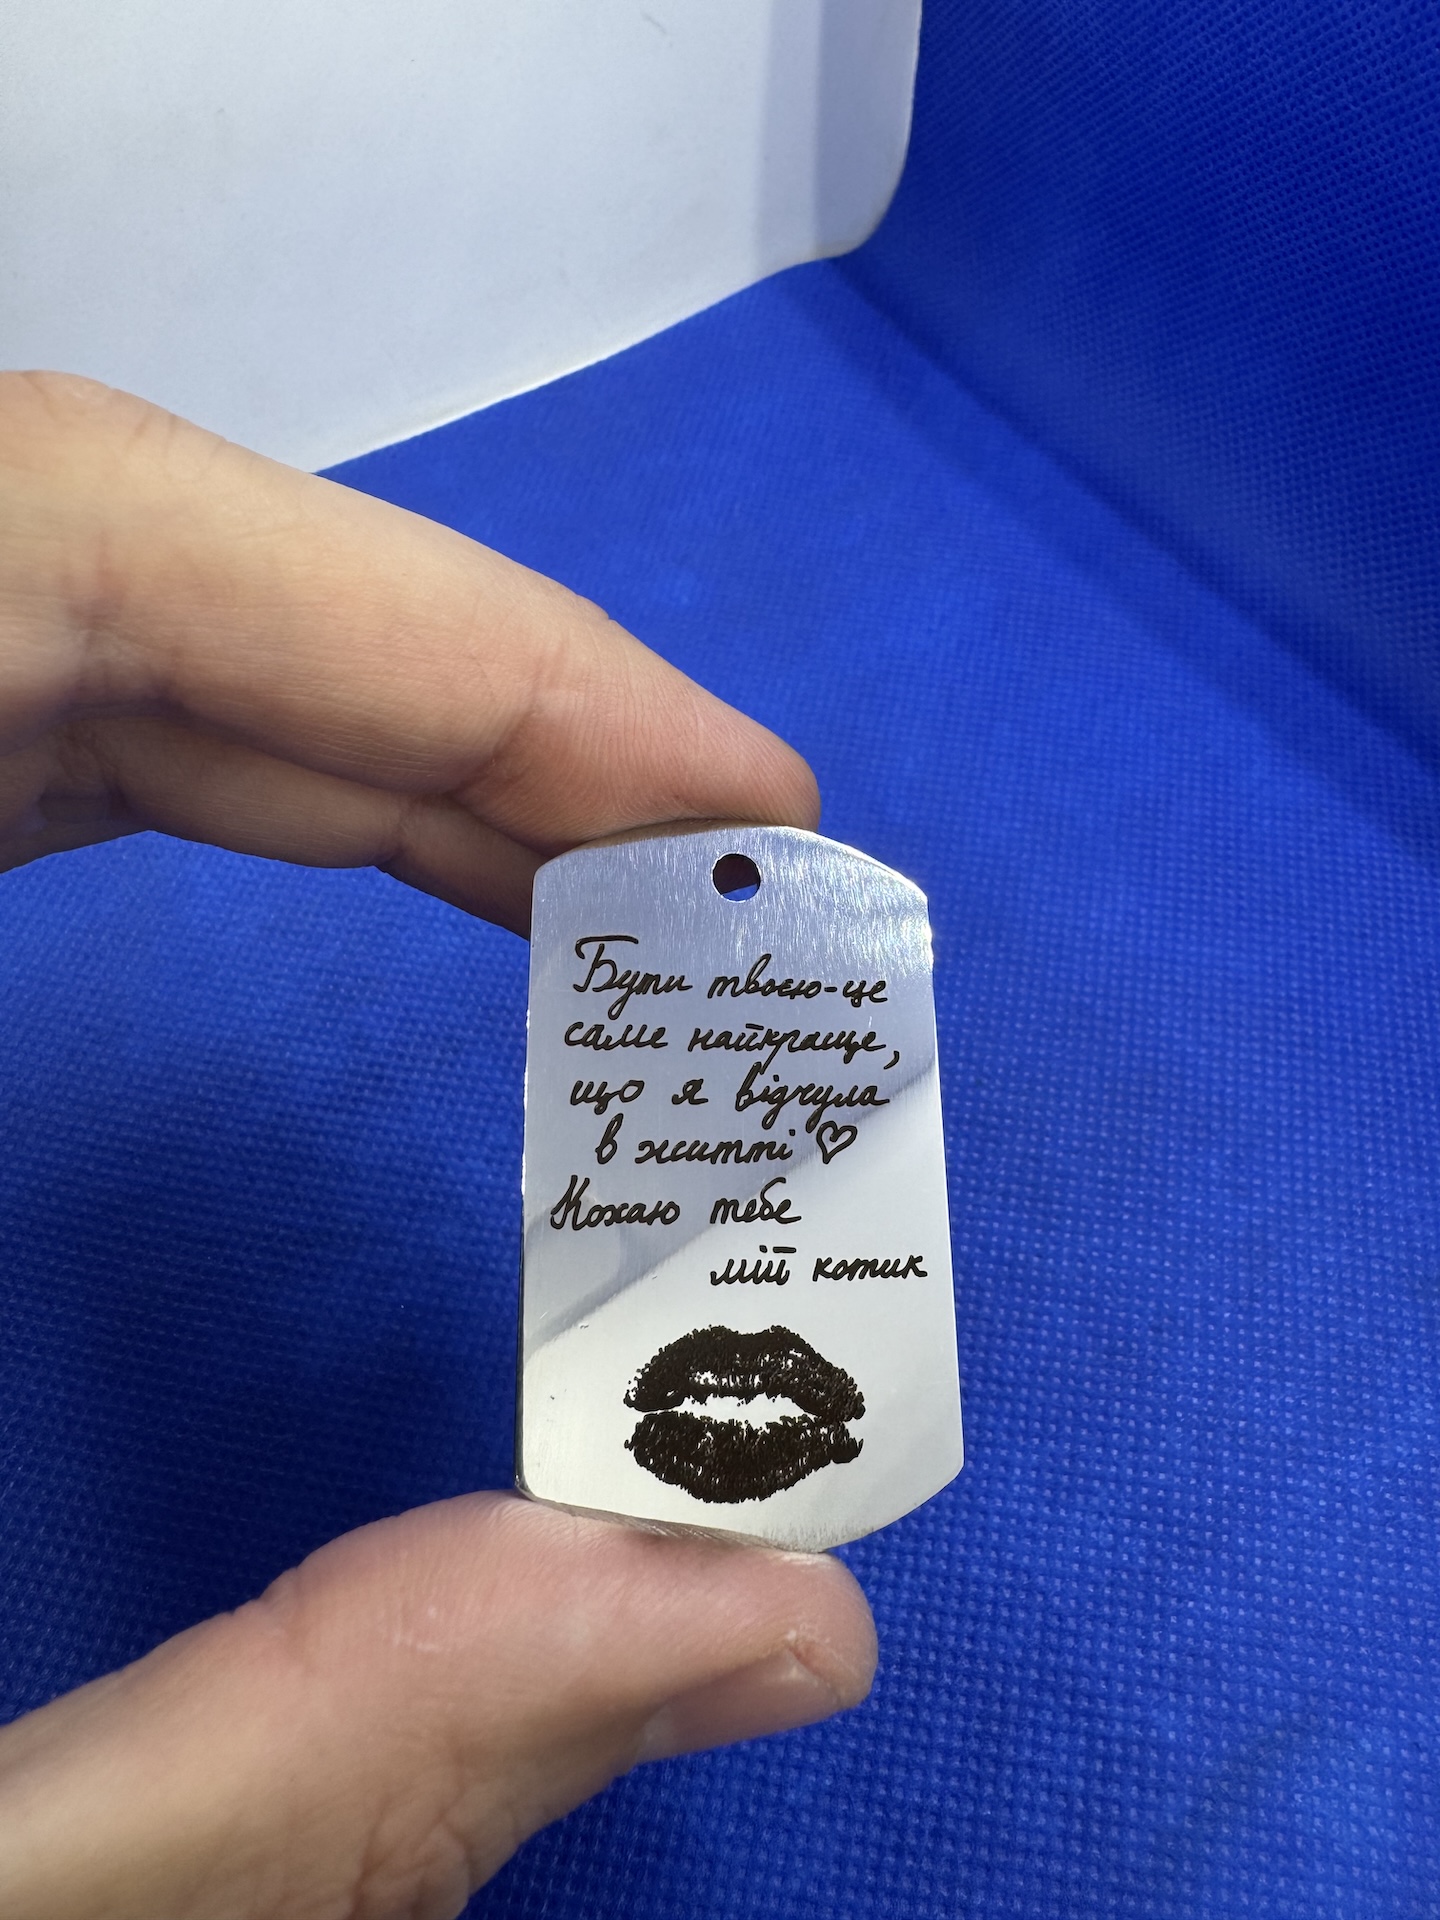 Бути твоєю-це
саме найкраще,
що я відчула
в житті ♡
Кохаю тебе
мій котик